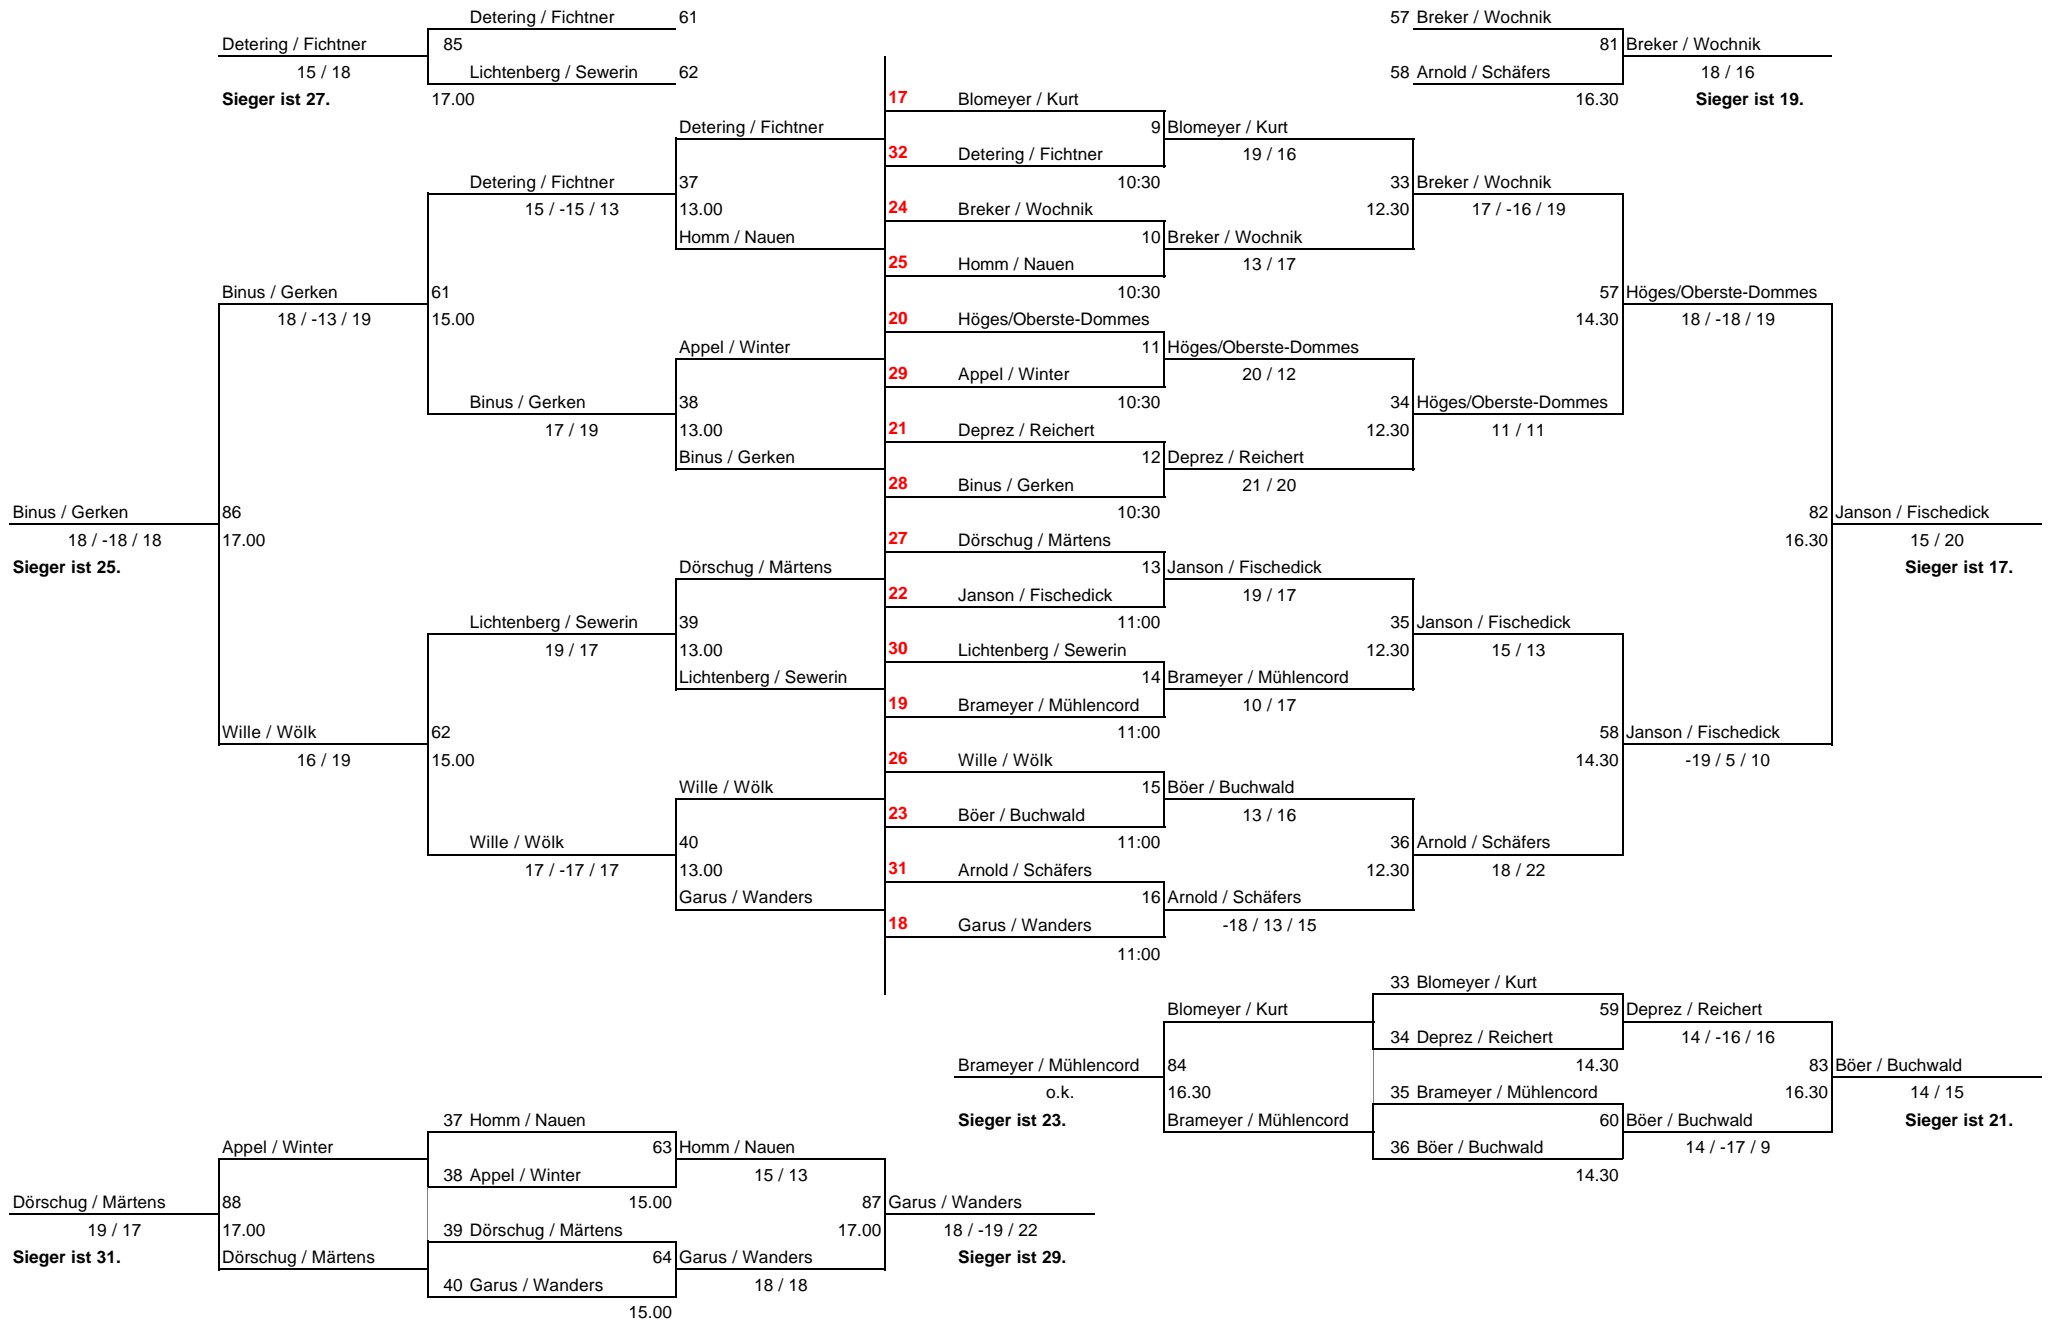 Detering / Fichtner 61 57 Breker / Wochnik
Detering / Fichtner 85 81 Breker / Wochnik
15 / 18 Lichtenberg / Sewerin 62 58 Arnold / Schäfers 18 / 16
Sieger ist 27. 17.00 17 Blomeyer / Kurt 16.30 Sieger ist 19.
Detering / Fichtner 9 Blomeyer / Kurt
32 Detering / Fichtner 19 / 16
Detering / Fichtner 37 10:30 33 Breker / Wochnik
15 / -15 / 13 13.00 24 Breker / Wochnik 12.30 17 / -16 / 19
Homm / Nauen 10 Breker / Wochnik
25 Homm / Nauen 13 / 17
Binus / Gerken 61 10:30 57 Höges/Oberste-Dommes
18 / -13 / 19 15.00 20 Höges/Oberste-Dommes 14.30 18 / -18 / 19
Appel / Winter 11 Höges/Oberste-Dommes
29 Appel / Winter 20 / 12
Binus / Gerken 38 10:30 34 Höges/Oberste-Dommes
17 / 19 13.00 21 Deprez / Reichert 12.30 11 / 11
Binus / Gerken 12 Deprez / Reichert
28 Binus / Gerken 21 / 20
Binus / Gerken 86 10:30 82 Janson / Fischedick
18 / -18 / 18 17.00 27 Dörschug / Märtens 16.30 15 / 20
Sieger ist 25. Dörschug / Märtens 13 Janson / Fischedick Sieger ist 17.
22 Janson / Fischedick 19 / 17
Lichtenberg / Sewerin 39 11:00 35 Janson / Fischedick
19 / 17 13.00 30 Lichtenberg / Sewerin 12.30 15 / 13
Lichtenberg / Sewerin 14 Brameyer / Mühlencord
19 Brameyer / Mühlencord 10 / 17
Wille / Wölk 62 11:00 58 Janson / Fischedick
16 / 19 15.00 26 Wille / Wölk 14.30 -19 / 5 / 10
Wille / Wölk 15 Böer / Buchwald
23 Böer / Buchwald 13 / 16
Wille / Wölk 40 11:00 36 Arnold / Schäfers
17 / -17 / 17 13.00 31 Arnold / Schäfers 12.30 18 / 22
Garus / Wanders 16 Arnold / Schäfers
18 Garus / Wanders -18 / 13 / 15
11:00
33 Blomeyer / Kurt
Blomeyer / Kurt 59 Deprez / Reichert
34 Deprez / Reichert 14 / -16 / 16
Brameyer / Mühlencord 84 14.30 83 Böer / Buchwald
o.k. 16.30 35 Brameyer / Mühlencord 16.30 14 / 15
37 Homm / Nauen Sieger ist 23. Brameyer / Mühlencord 60 Böer / Buchwald Sieger ist 21.
Appel / Winter 63 Homm / Nauen 36 Böer / Buchwald 14 / -17 / 9
38 Appel / Winter 15 / 13 14.30
Dörschug / Märtens 88 15.00 87 Garus / Wanders
19 / 17 17.00 39 Dörschug / Märtens 17.00 18 / -19 / 22
Sieger ist 31. Dörschug / Märtens 64 Garus / Wanders Sieger ist 29.
40 Garus / Wanders 18 / 18
15.00